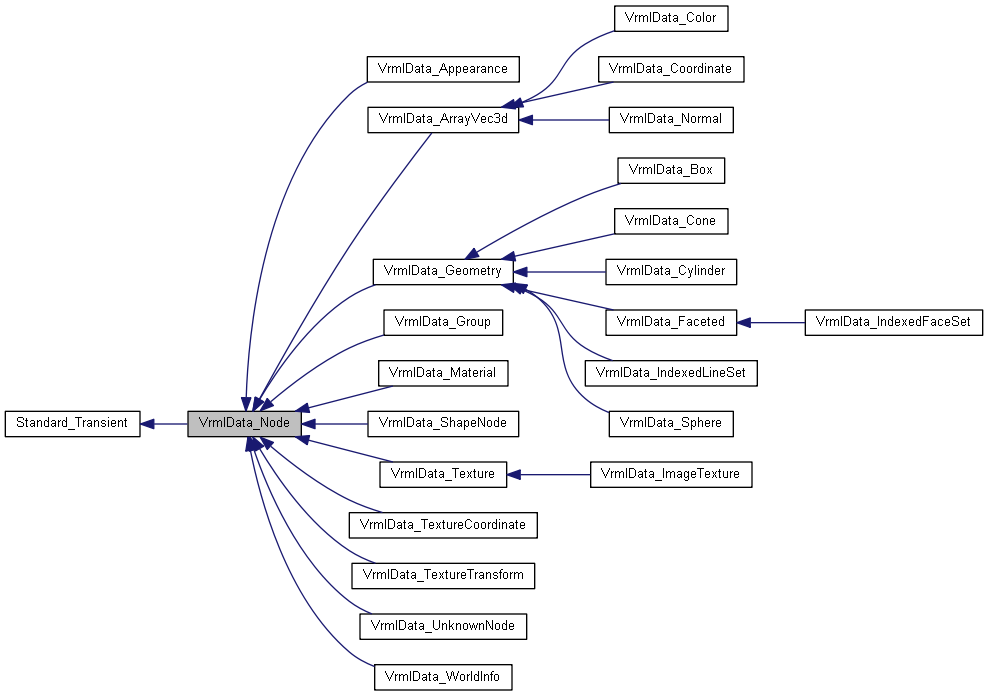 VrmlData_Color
VrmlData_Appearance
VrmlData_Coordinate
VrmlData_ArrayVec3d
VrmlData_Normal
VrmlData_Box
VrmlData_Cone
VrmlData_Geometry
VrmlData_Cylinder
VrmlData_Group
VrmlData_Faceted
VrmlData_IndexedFaceSet
VrmlData_Material
VrmlData_IndexedLineSet
Standard_Transient
VrmlData_Node
VrmlData_ShapeNode
VrmlData_Sphere
VrmlData_Texture
VrmlData_ImageTexture
VrmlData_TextureCoordinate
VrmlData_TextureTransform
VrmlData_UnknownNode
VrmlData_WorldInfo